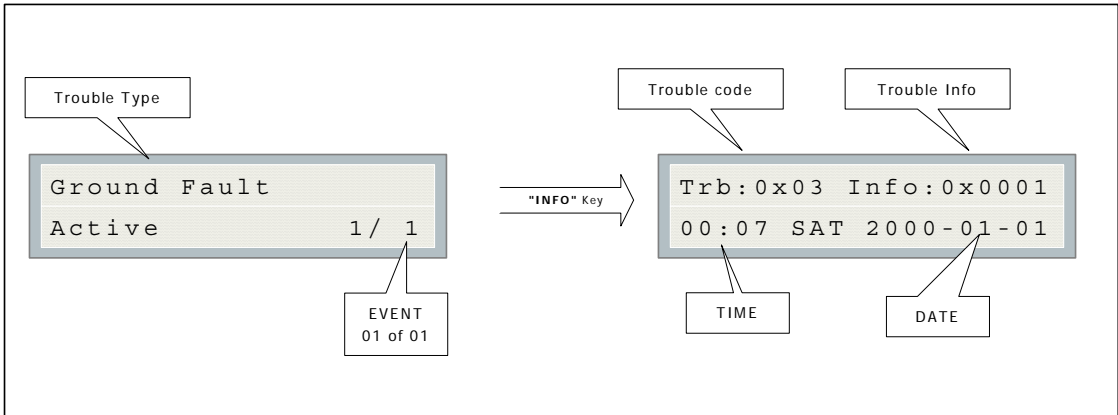 Trouble Type
Trouble code
Trouble Info
Ground Fault
Active 1/ 1
"INFO" Key
Trb:0x03 Info:0x0001
00:07 SAT 2000-01-01
EVENT
01 of 01
TIME
DATE